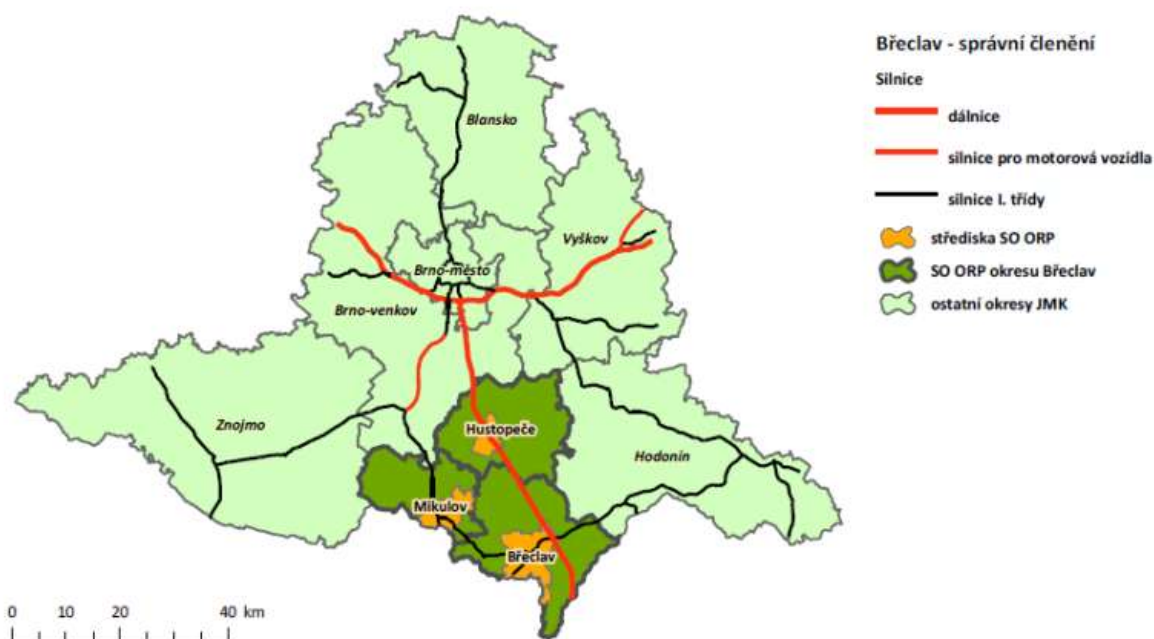 Břeclav - správní členění
Silnice
dálnice
silnice pro motorová vozidla
silnice I. třídy
střediska SO ORP
SO ORP okresu Břeclav
ostatní okresy JMK
Blansko
Vyškov
Brno-město
Brno-venkov
Znojmo
Hustopeče
Hodonín
Mikulov
Břeclav
0 10 20 40 km